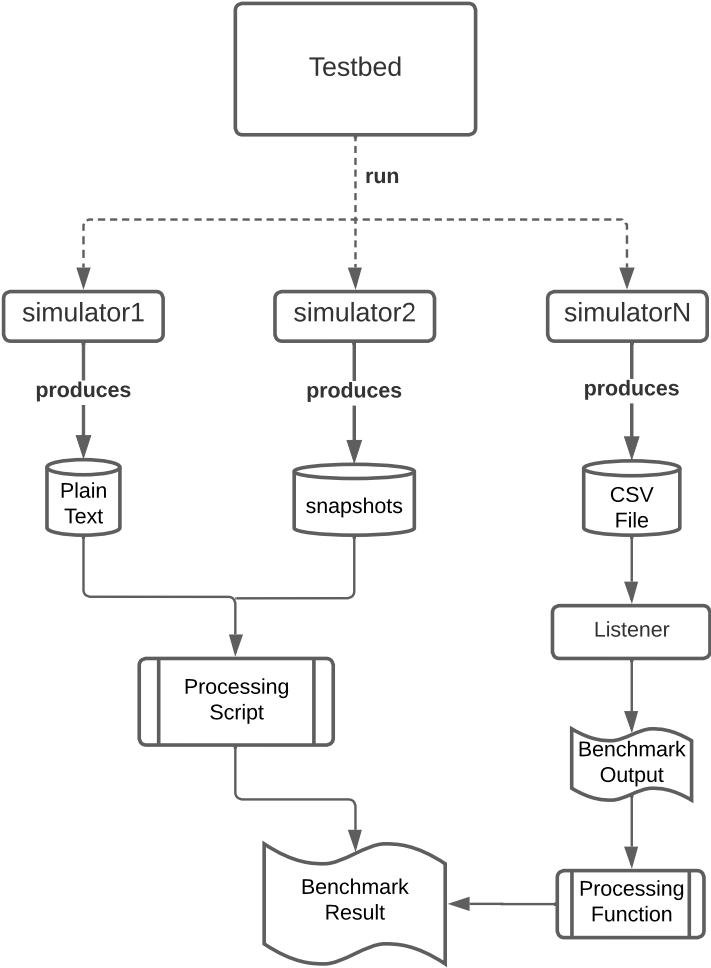 Testbed
run
simulator1
simulator2
simulatorN
produces
produces
produces
Plain
Text
snapshots
CSV
File
Listener
Processing
Script
Benchmark
Output
Benchmark
Result
Processing
Function